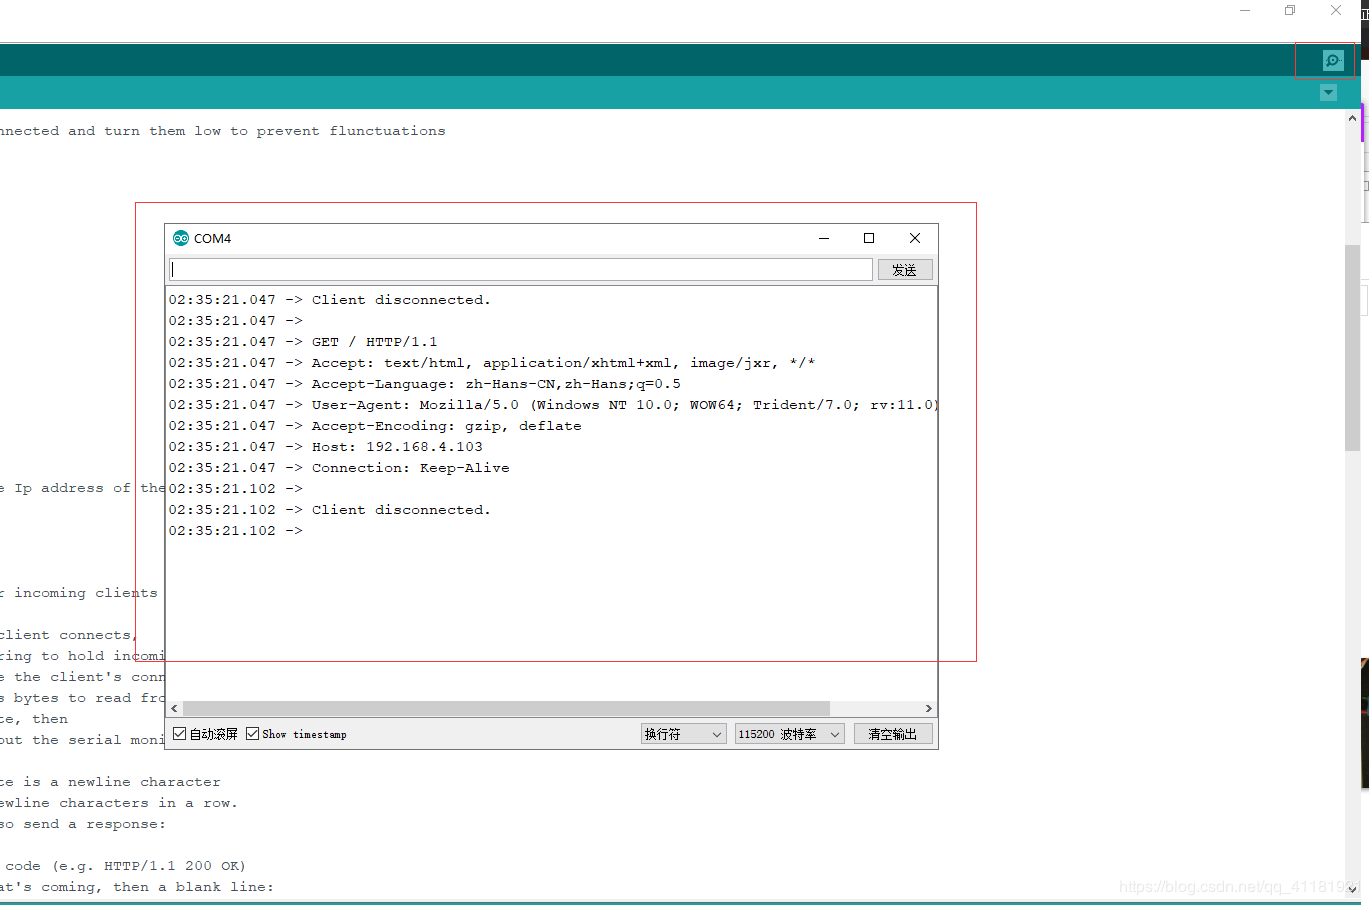 nnected and turn them low to prevent flunctuations
COM4
发送
02:35:21.047 -> Client disconnected.
02:35:21.047 ->
02:35:21.047 -> GET / HTTP/1.1
02:35:21.047 -> Accept: text/html, application/xhtml+xml, image/jxr, */*
02:35:21.047 -> Accept-Language: zh-Hans-CN,zh-Hans;q=0.5
02:35:21.047 -> User-Agent: Mozilla/5.0 (Windows NT 10.0; WOW64; Trident/7.0; rv:11.0)
02:35:21.047 -> Accept-Encoding: gzip, deflate
02:35:21.047 -> Host: 192.168.4.103
02:35:21.047 -> Connection: Keep-Alive
e Ip address of the
02:35:21.102 ->
02:35:21.102 -> Client disconnected.
02:35:21.102 ->
r incoming clients
client connects,
ring to hold incomi
e the client's conn
s bytes to read fro
te, then
out the serial moni
自动滚屏 Show timestamp 换行符 115200 波特率 清空输出
te is a newline character
ewline characters in a row.
so send a response:
code (e.g. HTTP/1.1 200 OK)
at's coming, then a blank line:
https://blog.csdn.net/qq_4118192